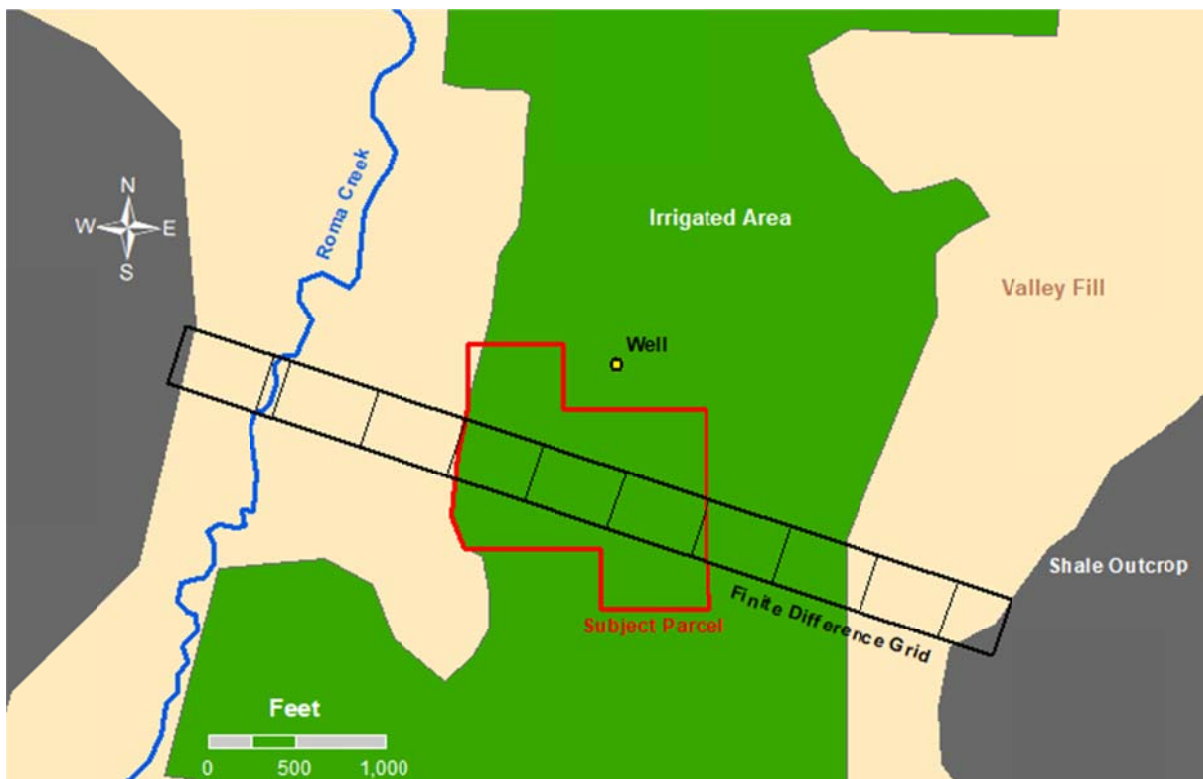 N
W E
S
Roma Creek
Irrigated Area
Valley Fill
Well
Shale Outcrop
Finite Difference Grid
Subject Parcel
Feet
0 500 1,000